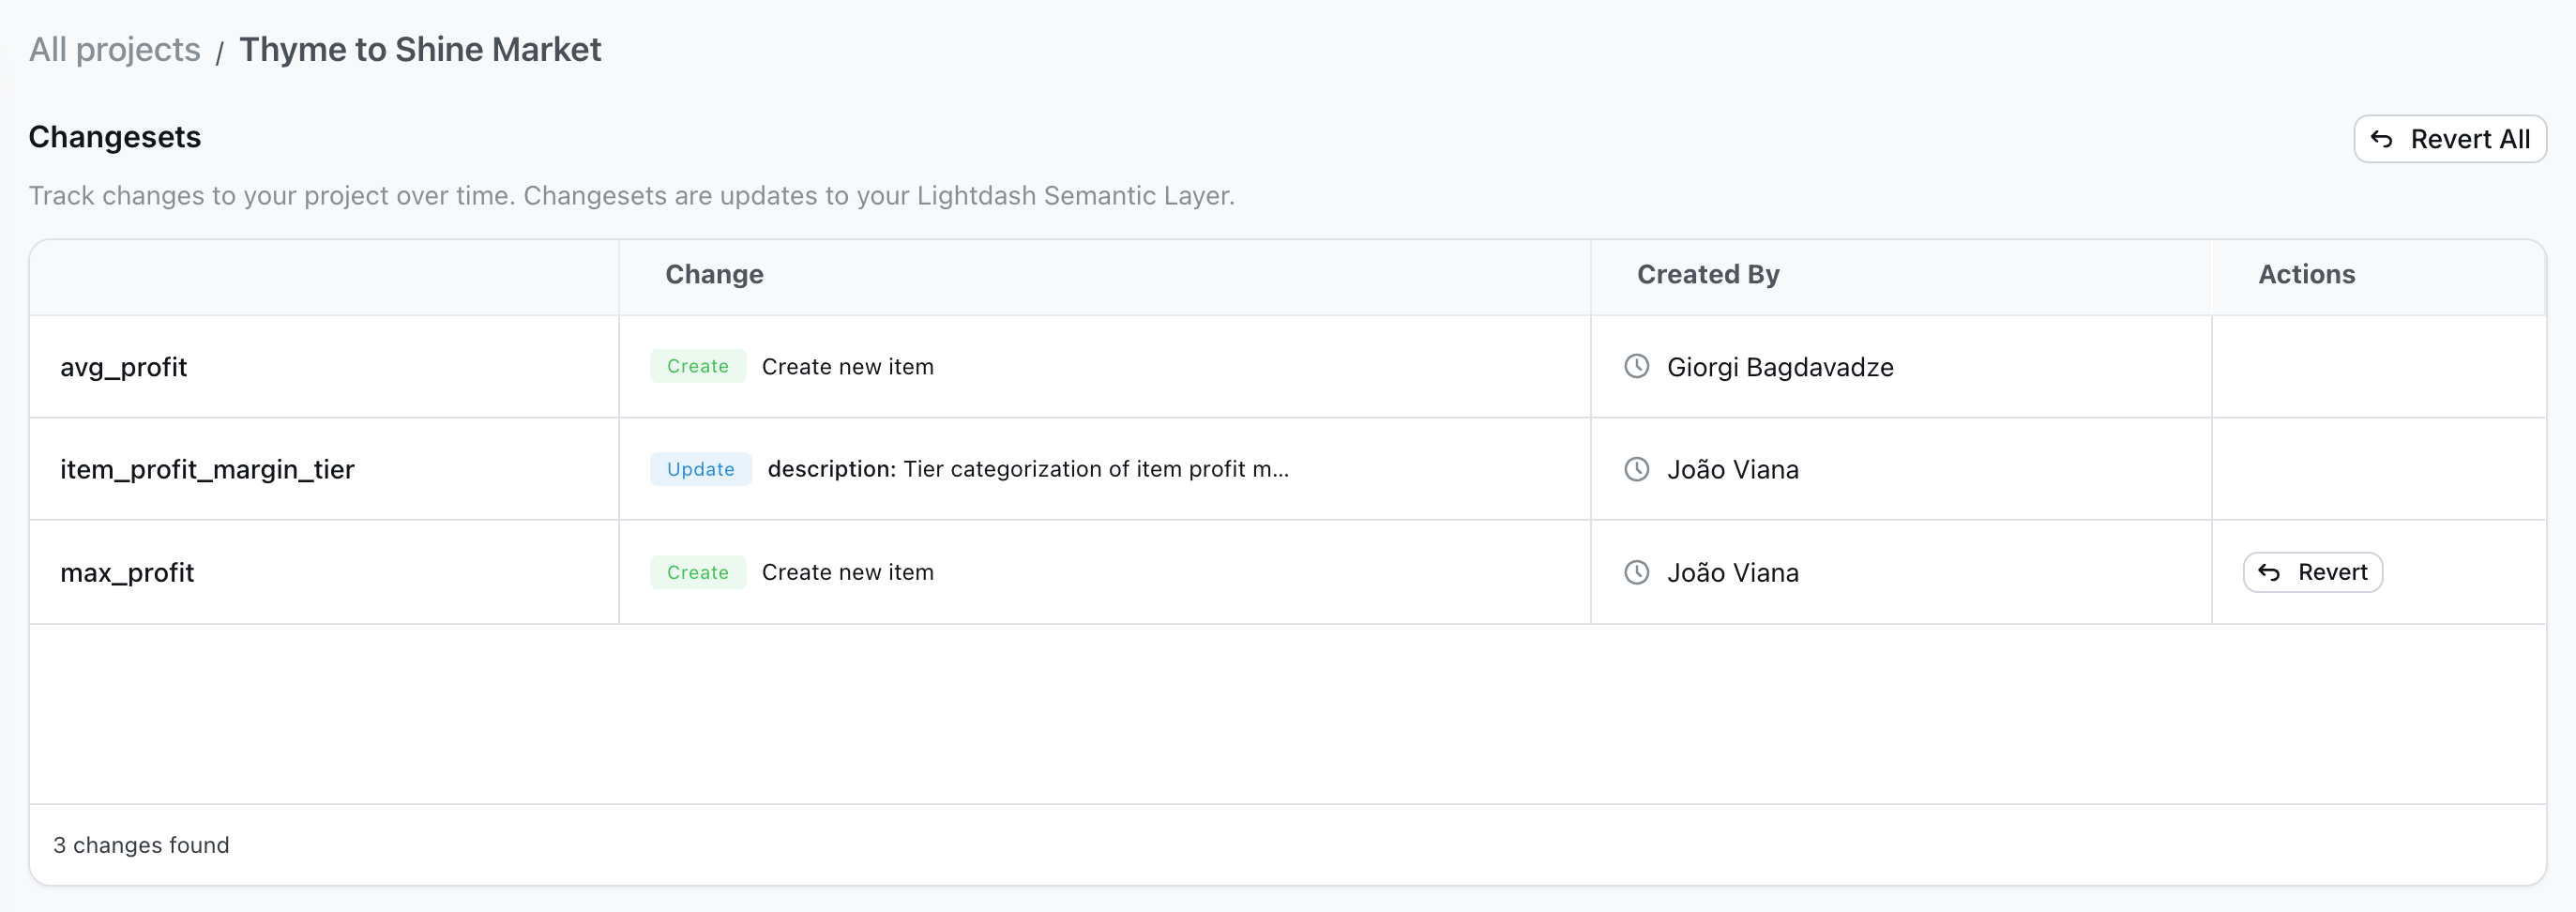 All projects / Thyme to Shine Market
Changesets
Revert All
Track changes to your project over time. Changesets are updates to your Lightdash Semantic Layer.
Change Created By Actions
avg_profit Create Create new item Giorgi Bagdavadze
item_profit_margin_tier Update description: Tier categorization of item profit m... João Viana
max_profit Create Create new item João Viana Revert
3 changes found